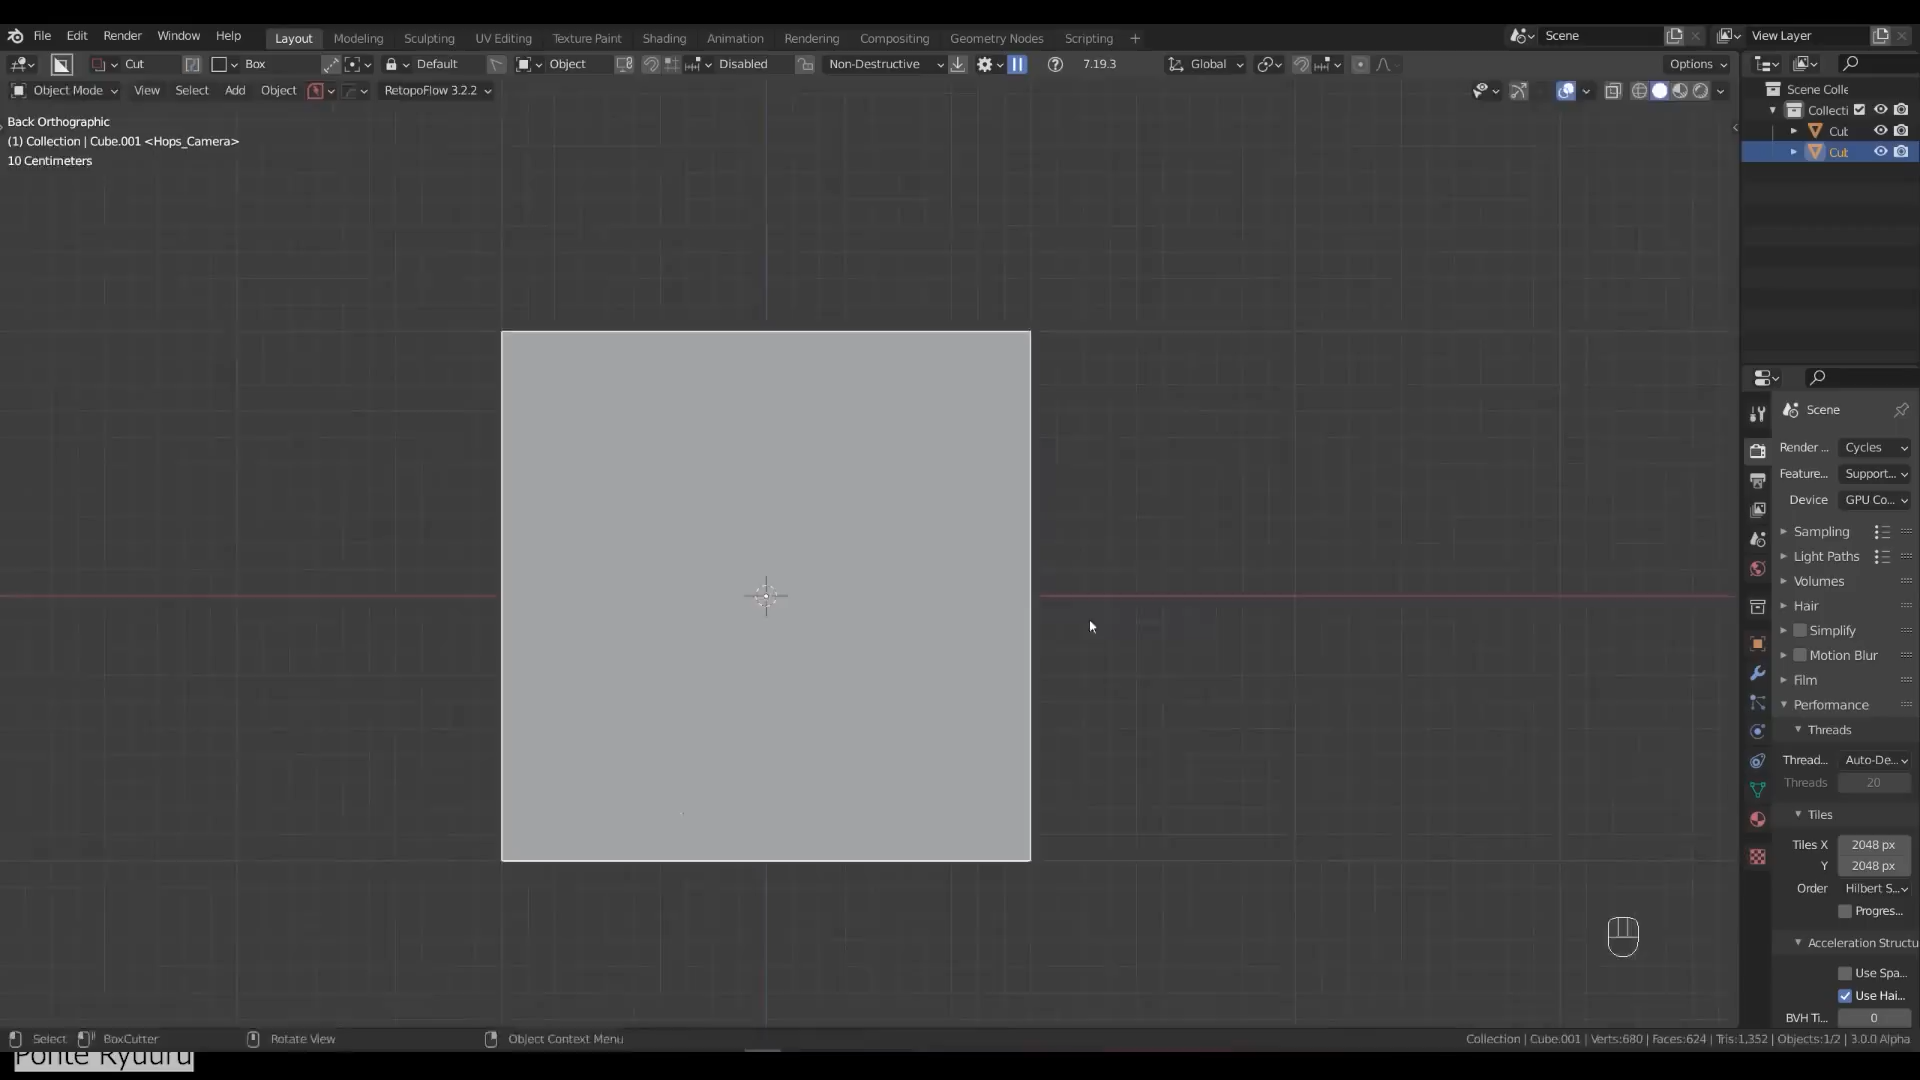 File Edit Render Window Help Layout Modeling Sculpting UV Editing Texture Paint Shading Animation Rendering Compositing Geometry Nodes Scripting + Scene View Layer
Cut Box Default Object Disabled Non-Destructive 7.19.3 Global Options
Object Mode View Select Add Object RetopoFlow 3.2.2
Back Orthographic
(1) Collection | Cube.001 <Hops_Camera>
10 Centimeters
Scene Colle
Collecti
Cut
Cut
Scene
Render ... Cycles
Feature... Support...
Device GPU Co...
Sampling
Light Paths
Volumes
Hair
Simplify
Motion Blur
Film
Performance
Threads
Thread... Auto-De...
Threads 20
Tiles
Tiles X 2048 px
Y 2048 px
Order Hilbert S...
Progres...
Acceleration Structu
Use Spa...
Use Hai...
BVH Ti... 0
Select BoxCutter Rotate View Object Context Menu Collection | Cube.001 | Verts:680 | Faces:624 | Tris:1,352 | Objects:1/2 | 3.0.0 Alpha
Ponte Ryuuru